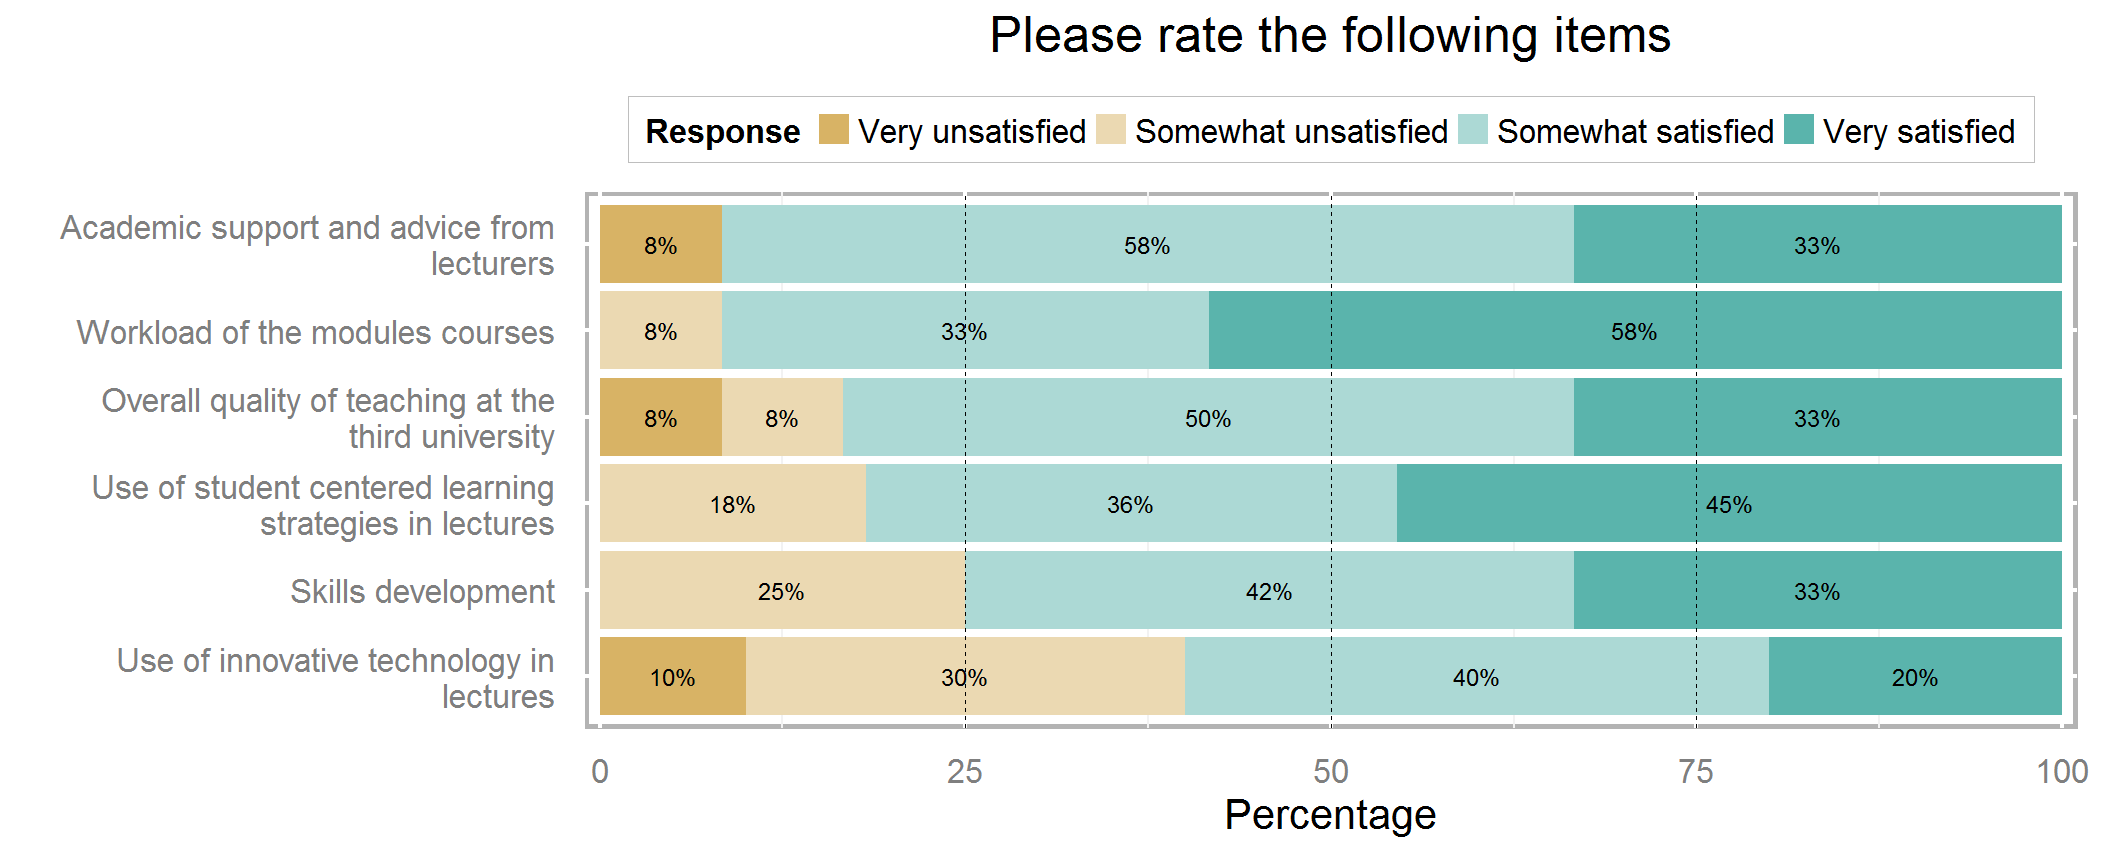 Please rate the following items
Response Very unsatisfied Somewhat unsatisfied Somewhat satisfied Very satisfied
Academic support and advice from
lecturers
8% 58% 33%
Workload of the modules courses
8% 33% 58%
Overall quality of teaching at the
third university
8% 8% 50% 33%
Use of student centered learning
strategies in lectures
18% 36% 45%
Skills development
25% 42% 33%
Use of innovative technology in
lectures
10% 30% 40% 20%
0 25 50 75 100
Percentage